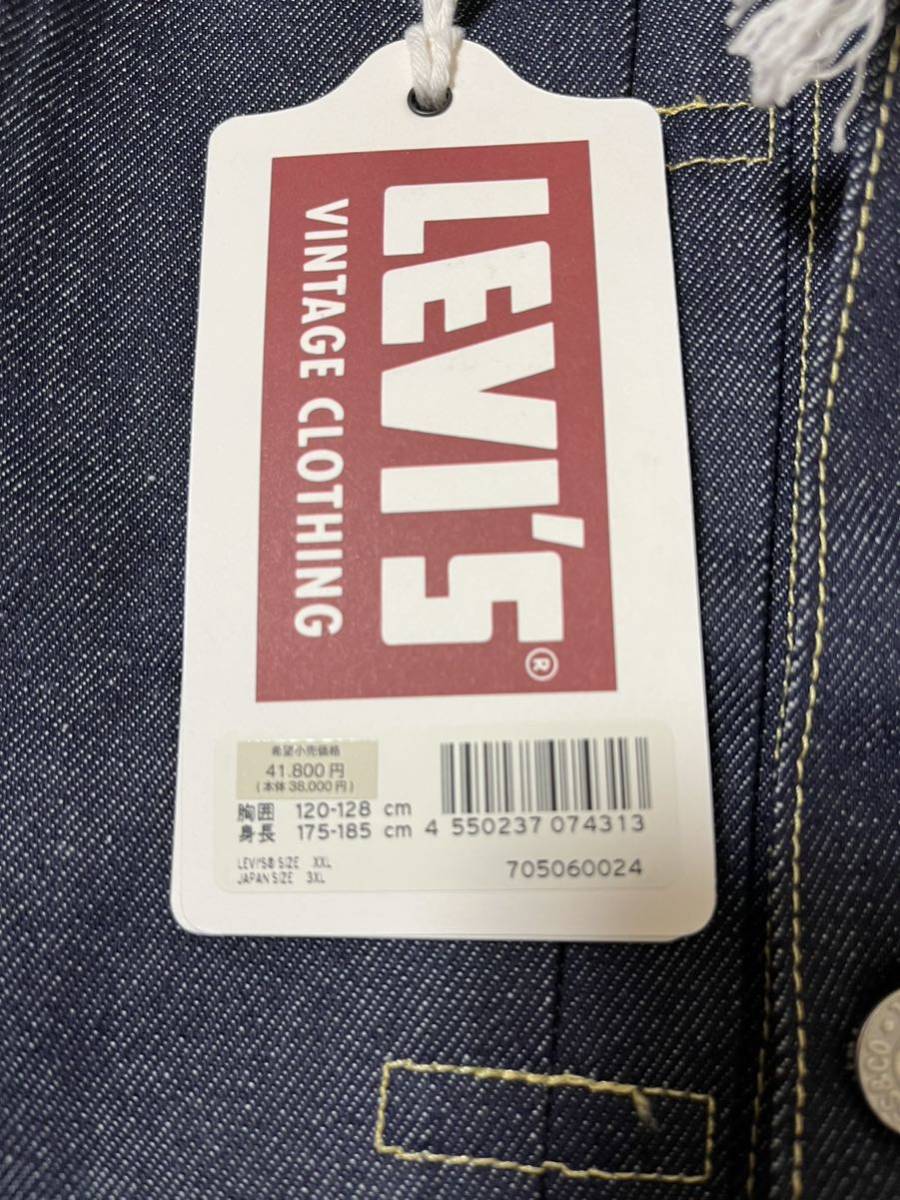 LEVI'S®
VINTAGE CLOTHING
希望小売価格
41.800円
(本体38,000円)
胸囲 120-128 cm
身長 175-185 cm
LEVI'S® SIZE XXL
JAPAN SIZE 3XL
4 550237 074313
705060024
S&CO